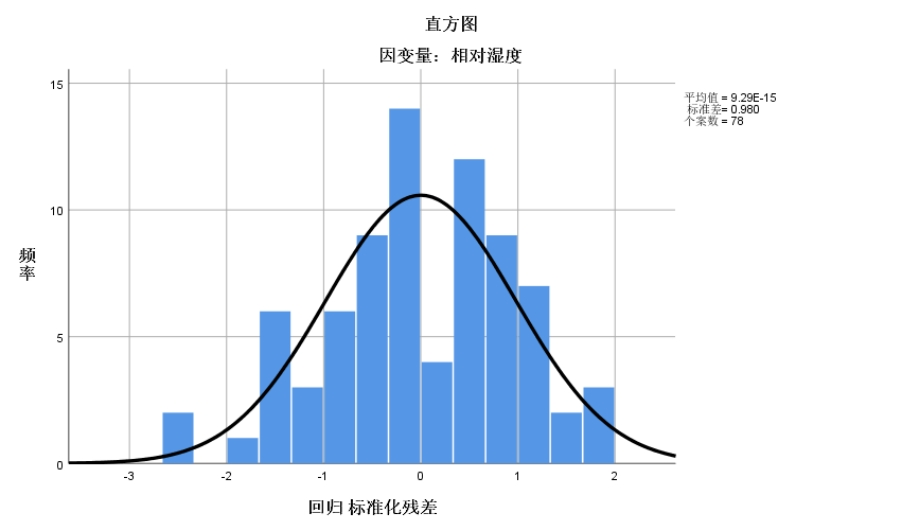 直方图
因变量：相对湿度
平均值 = 9.29E-15
标准差= 0.980
个案数 = 78
15
10
5
0
频率
-3 -2 -1 0 1 2
回归 标准化残差